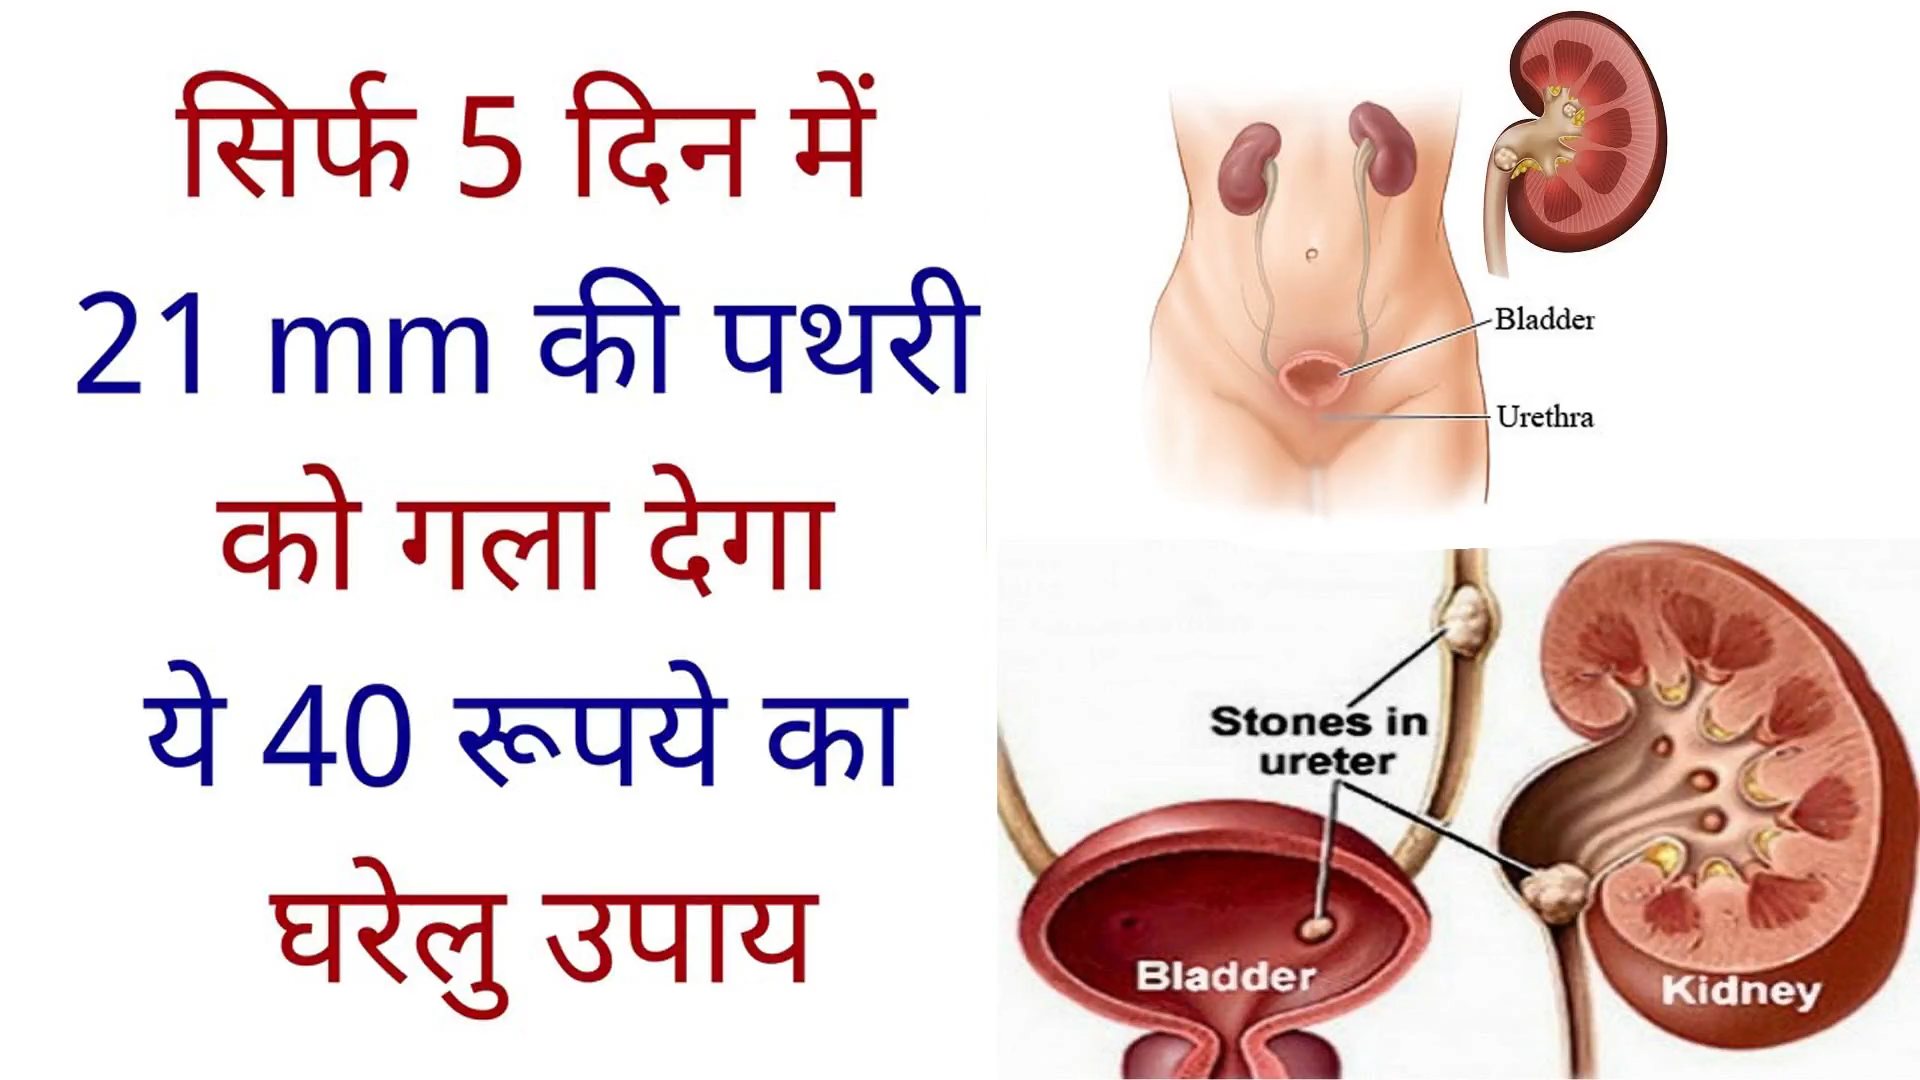 सिर्फ 5 दिन में
21 mm की पथरी
को गला देगा
ये 40 रूपये का
घरेलु उपाय
Bladder
Urethra
Stones in
ureter
Bladder
Kidney